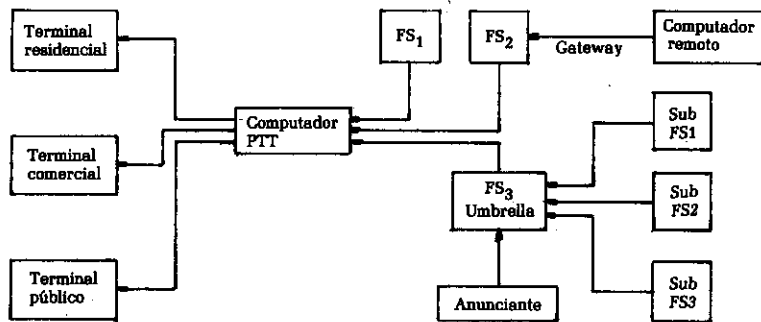 Terminal
residencial
FS₁
FS₂
Gateway
Computador
remoto
Computador
PTT
Sub
FS1
Terminal
comercial
FS₃
Umbrella
Sub
FS2
Terminal
público
Anunciante
Sub
FS3